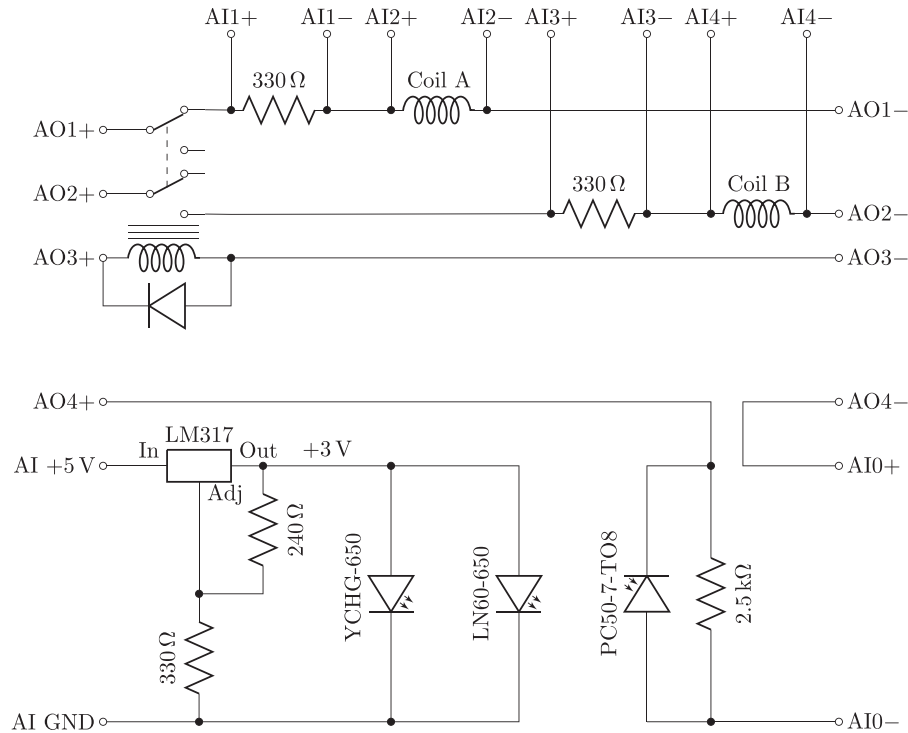 AI1+ AI1− AI2+ AI2− AI3+ AI3− AI4+ AI4−
330 Ω
Coil A
AO1+
AO1−
330 Ω
Coil B
AO2+
AO2−
AO3+
AO3−
AO4+
AO4−
LM317
In
Out
+3 V
AI +5 V
AI0+
Adj
240 Ω
YCHG-650
LN60-650
PC50-7-TO8
2.5 kΩ
330 Ω
AI GND
AI0−